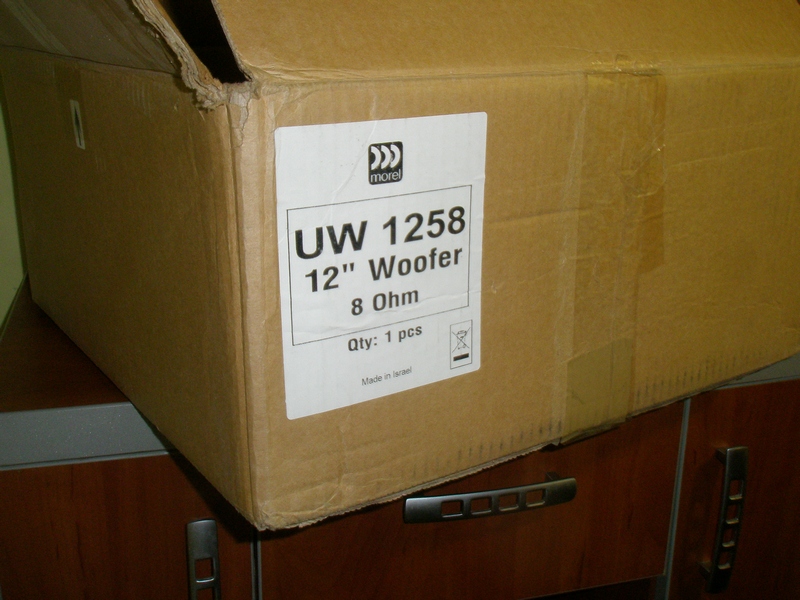 morel
UW 1258
12" Woofer
8 Ohm
Qty: 1 pcs
Made in Israel